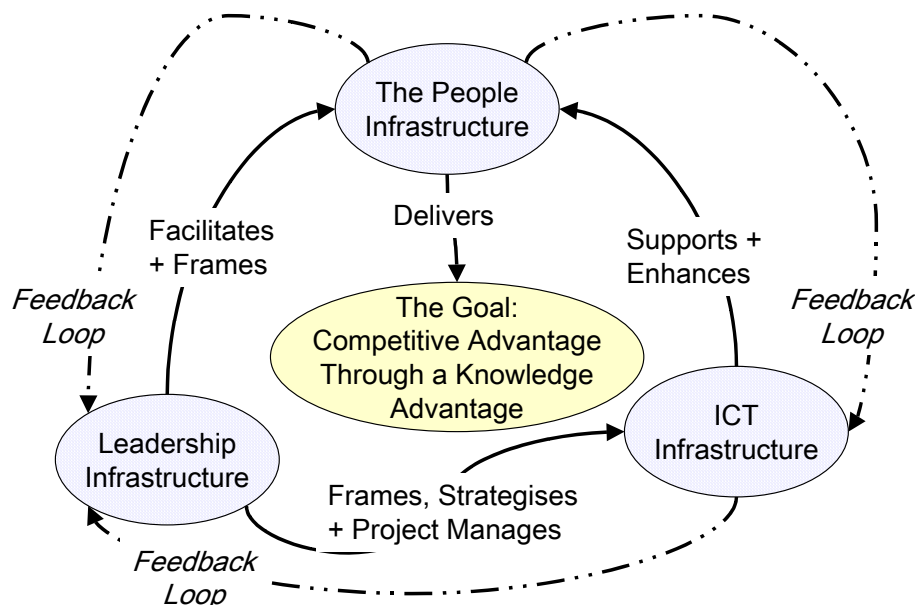 The People
Infrastructure
Delivers
Facilitates
+ Frames
Supports +
Enhances
Feedback
Loop
Feedback
Loop
The Goal:
Competitive Advantage
Through a Knowledge
Advantage
Leadership
Infrastructure
ICT
Infrastructure
Frames, Strategises
+ Project Manages
Feedback
Loop